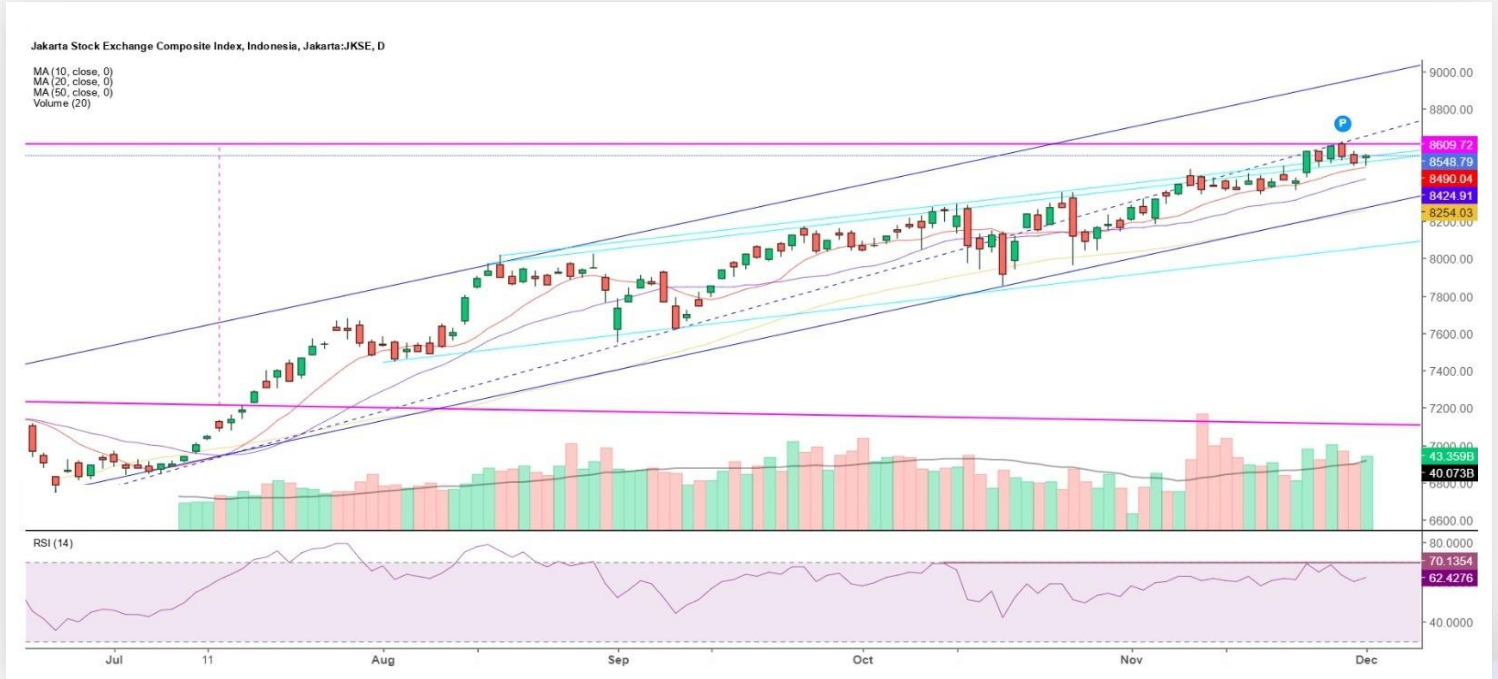 Jakarta Stock Exchange Composite Index, Indonesia, Jakarta:JKSE, D
MA (10, close, 0)
MA (20, close, 0)
MA (50, close, 0)
Volume (20)
P
9000.00
8800.00
8609.72
8548.79
8490.04
8424.91
8254.03
8200.00
8000.00
7800.00
7600.00
7400.00
7200.00
7000.00
43.359B
40.073B
6800.00
6600.00
RSI (14)
80.0000
70.1354
62.4276
40.0000
Jul 11 Aug Sep Oct Nov Dec